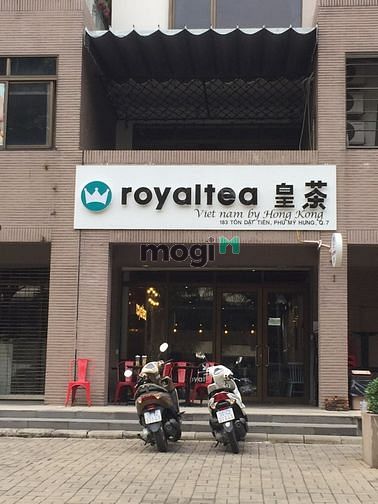 royaltea 皇茶
Viet nam by Hong Kong
183 TÔN DẬT TIÊN, PHÚ MỸ HƯNG, Q.7
mogi M